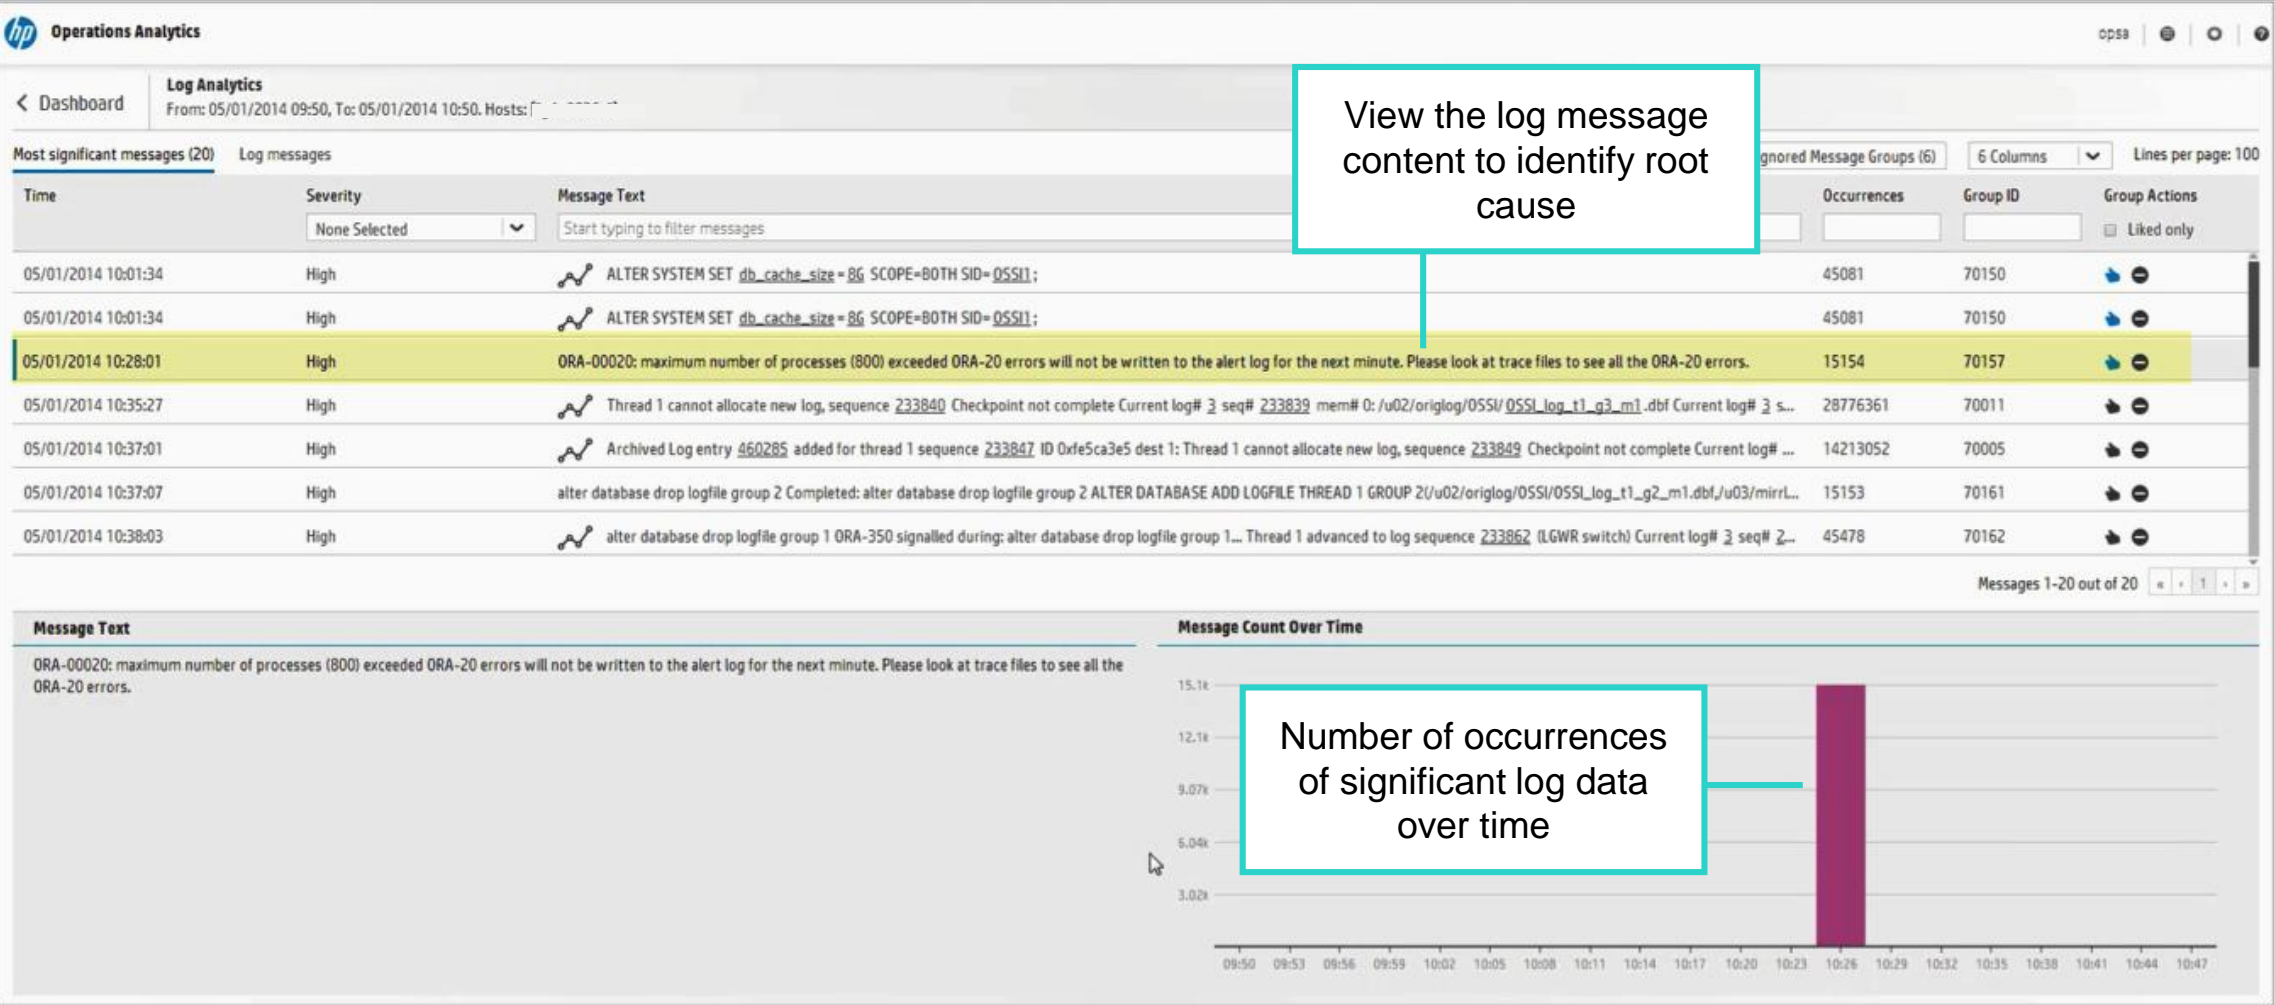 hp Operations Analytics
opsa
Dashboard
Log Analytics
From: 05/01/2014 09:50, To: 05/01/2014 10:50. Hosts:
View the log message
content to identify root
cause
Most significant messages (20) Log messages
gnored Message Groups (6) 6 Columns Lines per page: 100
Time Severity Message Text Occurrences Group ID Group Actions
None Selected Start typing to filter messages Liked only
05/01/2014 10:01:34 High ALTER SYSTEM SET db_cache_size = 8G SCOPE=BOTH SID= OSSI1 ; 45081 70150
05/01/2014 10:01:34 High ALTER SYSTEM SET db_cache_size = 8G SCOPE=BOTH SID= OSSI1 ; 45081 70150
05/01/2014 10:28:01 High ORA-00020: maximum number of processes (800) exceeded ORA-20 errors will not be written to the alert log for the next minute. Please look at trace files to see all the ORA-20 errors. 15154 70157
05/01/2014 10:35:27 High Thread 1 cannot allocate new log, sequence 233840 Checkpoint not complete Current log# 3 seq# 233839 mem# 0: /u02/origlog/OSSI/ OSSI_log_t1_g3_m1 .dbf Current log# 3 s... 28776361 70011
05/01/2014 10:37:01 High Archived Log entry 460285 added for thread 1 sequence 233847 ID 0xfe5ca3e5 dest 1: Thread 1 cannot allocate new log, sequence 233849 Checkpoint not complete Current log# ... 14213052 70005
05/01/2014 10:37:07 High alter database drop logfile group 2 Completed: alter database drop logfile group 2 ALTER DATABASE ADD LOGFILE THREAD 1 GROUP 2(/u02/origlog/OSSI/OSSI_log_t1_g2_m1.dbf,/u03/mirrl... 15153 70161
05/01/2014 10:38:03 High alter database drop logfile group 1 ORA-350 signalled during: alter database drop logfile group 1... Thread 1 advanced to log sequence 233862 (LGWR switch) Current log# 3 seq# 2... 45478 70162
Messages 1-20 out of 20 « ‹ 1 › »
Message Text
ORA-00020: maximum number of processes (800) exceeded ORA-20 errors will not be written to the alert log for the next minute. Please look at trace files to see all the
ORA-20 errors.
Message Count Over Time
15.1k
12.1k
9.07k
6.04k
3.02k
Number of occurrences
of significant log data
over time
09:50 09:53 09:56 09:59 10:02 10:05 10:08 10:11 10:14 10:17 10:20 10:23 10:26 10:29 10:32 10:35 10:38 10:41 10:44 10:47